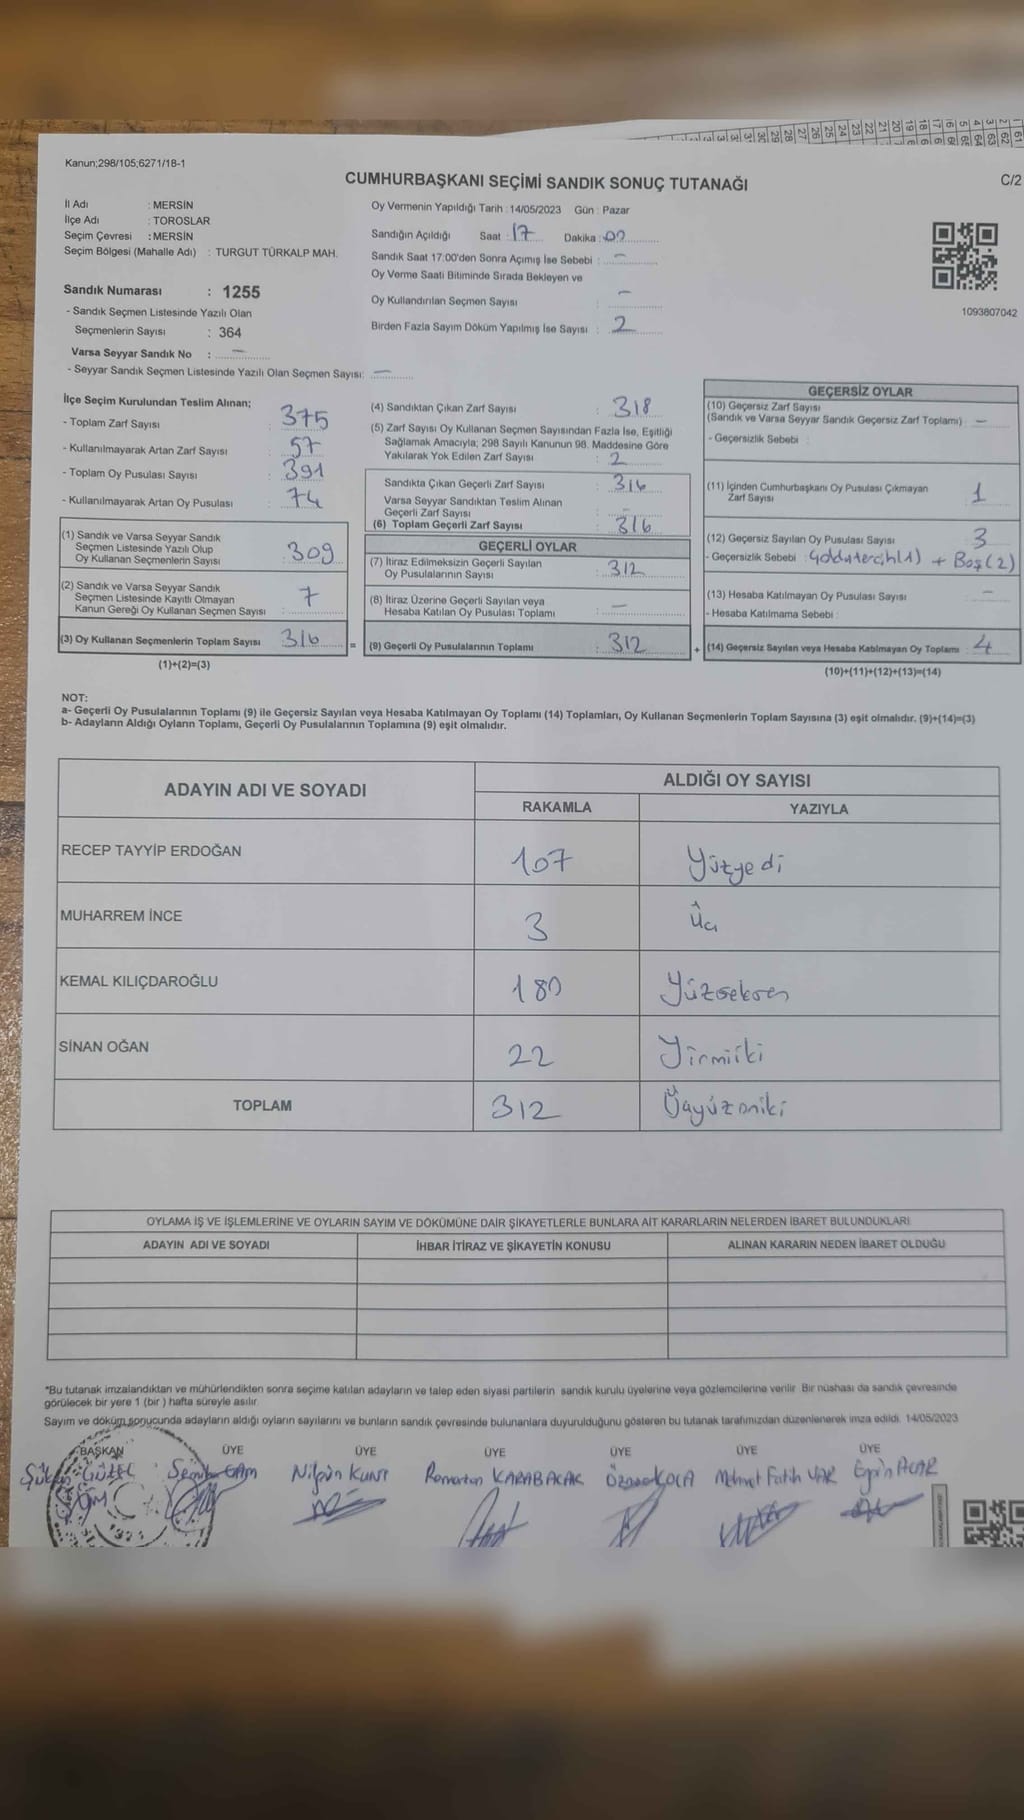 Kanun;298/105;6271/18-1
CUMHURBAŞKANI SEÇİMİ SANDIK SONUÇ TUTANAĞI
C/2
İl Adı : MERSİN
İlçe Adı : TOROSLAR
Seçim Çevresi : MERSİN
Seçim Bölgesi (Mahalle Adı) : TURGUT TÜRKALP MAH.
Sandık Numarası : 1255
- Sandık Seçmen Listesinde Yazılı Olan
Seçmenlerin Sayısı : 364
Varsa Seyyar Sandık No : -
- Seyyar Sandık Seçmen Listesinde Yazılı Olan Seçmen Sayısı: -
Oy Vermenin Yapıldığı Tarih : 14/05/2023 Gün : Pazar
Sandığın Açıldığı Saat : 17 Dakika : 00
Sandık Saat 17:00'den Sonra Açımış İse Sebebi : -
Oy Verme Saati Bitiminde Sırada Bekleyen ve
Oy Kullandırılan Seçmen Sayısı : -
Birden Fazla Sayım Döküm Yapılmış İse Sayısı : 2
1093807042
İlçe Seçim Kurulundan Teslim Alınan;
- Toplam Zarf Sayısı : 375
- Kullanılmayarak Artan Zarf Sayısı : 57
- Toplam Oy Pusulası Sayısı : 391
- Kullanılmayarak Artan Oy Pusulası : 74
(1) Sandık ve Varsa Seyyar Sandık
Seçmen Listesinde Yazılı Olup
Oy Kullanan Seçmenlerin Sayısı : 309
(2) Sandık ve Varsa Seyyar Sandık
Seçmen Listesinde Kayıtlı Olmayan
Kanun Gereği Oy Kullanan Seçmen Sayısı : 7
(3) Oy Kullanan Seçmenlerin Toplam Sayısı 316 =
(1)+(2)=(3)
(4) Sandıktan Çıkan Zarf Sayısı : 318
(5) Zarf Sayısı Oy Kullanan Seçmen Sayısından Fazla İse, Eşitliği
Sağlamak Amacıyla; 298 Sayılı Kanunun 98. Maddesine Göre
Yakılarak Yok Edilen Zarf Sayısı : 2
Sandıkta Çıkan Geçerli Zarf Sayısı : 316
Varsa Seyyar Sandıktan Teslim Alınan
Geçerli Zarf Sayısı : -
(6) Toplam Geçerli Zarf Sayısı : 316
GEÇERLİ OYLAR
(7) İtiraz Edilmeksizin Geçerli Sayılan
Oy Pusulalarının Sayısı : 312
(8) İtiraz Üzerine Geçerli Sayılan veya
Hesaba Katılan Oy Pusulası Toplamı : -
(9) Geçerli Oy Pusulalarının Toplamı : 312 +
GEÇERSİZ OYLAR
(10) Geçersiz Zarf Sayısı
(Sandık ve Varsa Seyyar Sandık Geçersiz Zarf Toplamı) : -
- Geçersizlik Sebebi :
(11) İçinden Cumhurbaşkanı Oy Pusulası Çıkmayan
Zarf Sayısı : 1
(12) Geçersiz Sayılan Oy Pusulası Sayısı : 3
- Geçersizlik Sebebi : (1) + Boş (2)
(13) Hesaba Katılmayan Oy Pusulası Sayısı : -
- Hesaba Katılmama Sebebi :
(14) Geçersiz Sayılan veya Hesaba Katılmayan Oy Toplamı : 4
(10)+(11)+(12)+(13)=(14)
NOT:
a- Geçerli Oy Pusulalarının Toplamı (9) ile Geçersiz Sayılan veya Hesaba Katılmayan Oy Toplamı (14) Toplamları, Oy Kullanan Seçmenlerin Toplam Sayısına (3) eşit olmalıdır. (9)+(14)=(3)
b- Adayların Aldığı Oyların Toplamı, Geçerli Oy Pusulalarının Toplamına (9) eşit olmalıdır.
ADAYIN ADI VE SOYADI
ALDIĞI OY SAYISI
RAKAMLA YAZIYLA
RECEP TAYYİP ERDOĞAN 107 Yüzyedi
MUHARREM İNCE 3 Üç
KEMAL KILIÇDAROĞLU 180 Yüzseksen
SİNAN OĞAN 22 Yirmiiki
TOPLAM 312 Üçyüzoniki
OYLAMA İŞ VE İŞLEMLERİNE VE OYLARIN SAYIM VE DÖKÜMÜNE DAİR ŞİKAYETLERLE BUNLARA AİT KARARLARIN NELERDEN İBARET BULUNDUKLARI
ADAYIN ADI VE SOYADI İHBAR İTİRAZ VE ŞİKAYETİN KONUSU ALINAN KARARIN NEDEN İBARET OLDUĞU
*Bu tutanak imzalandıktan ve mühürlendikten sonra seçime katılan adayların ve talep eden siyasi partilerin sandık kurulu üyelerine veya gözlemcilerine verilir. Bir nüshası da sandık çevresinde
görülecek bir yere 1 (bir ) hafta süreyle asılır.
Sayım ve döküm sonucunda adayların aldığı oyların sayılarını ve bunların sandık çevresinde bulunanlara duyurulduğunu gösteren bu tutanak tarafımızdan düzenlenerek imza edildi. 14/05/2023
BAŞKAN ÜYE ÜYE ÜYE ÜYE ÜYE ÜYE
GÜZEL Nilgün KUNT Ramazan KARABACAK KOCA Mehmet Fatih VAR ACAR